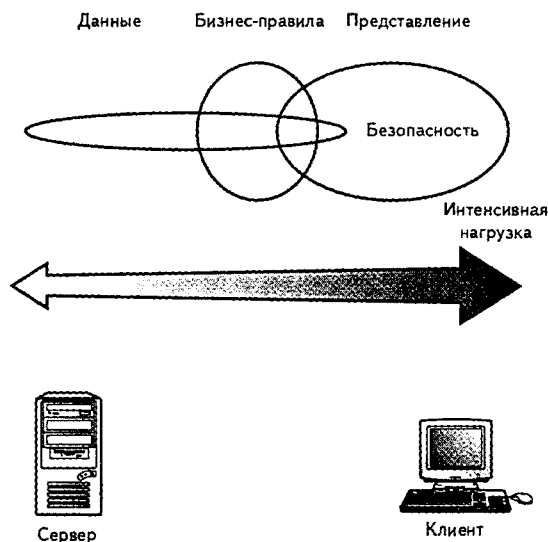 Данные Бизнес-правила Представление
Безопасность
Интенсивная
нагрузка
Сервер
Клиент